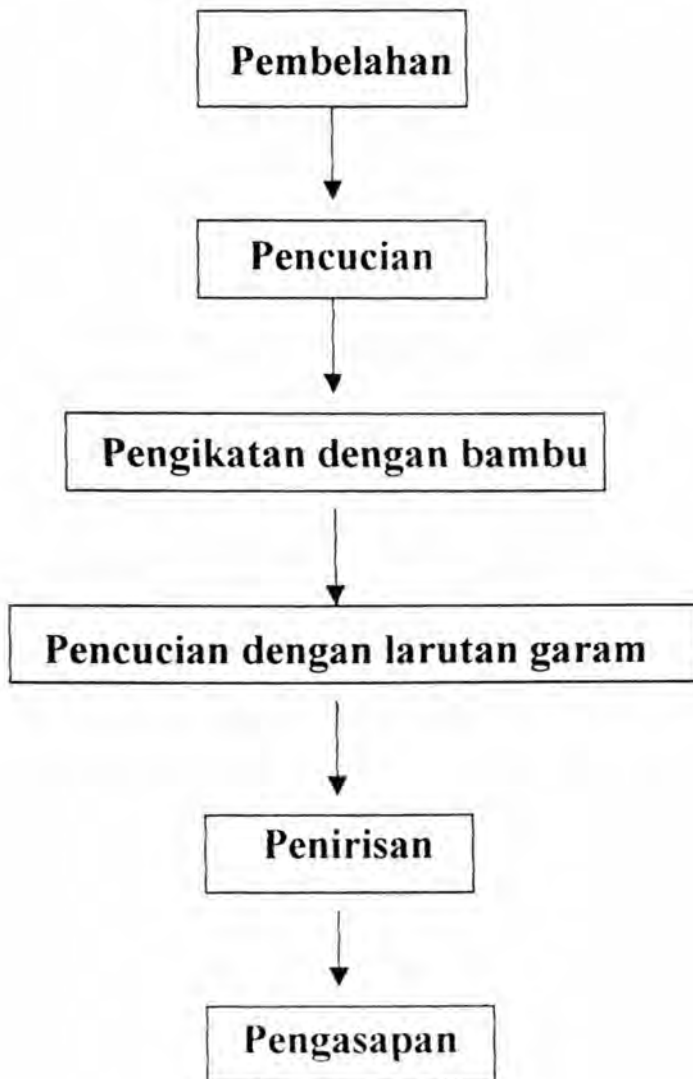 Pembelahan
Pencucian
Pengikatan dengan bambu
Pencucian dengan larutan garam
Penirisan
Pengasapan